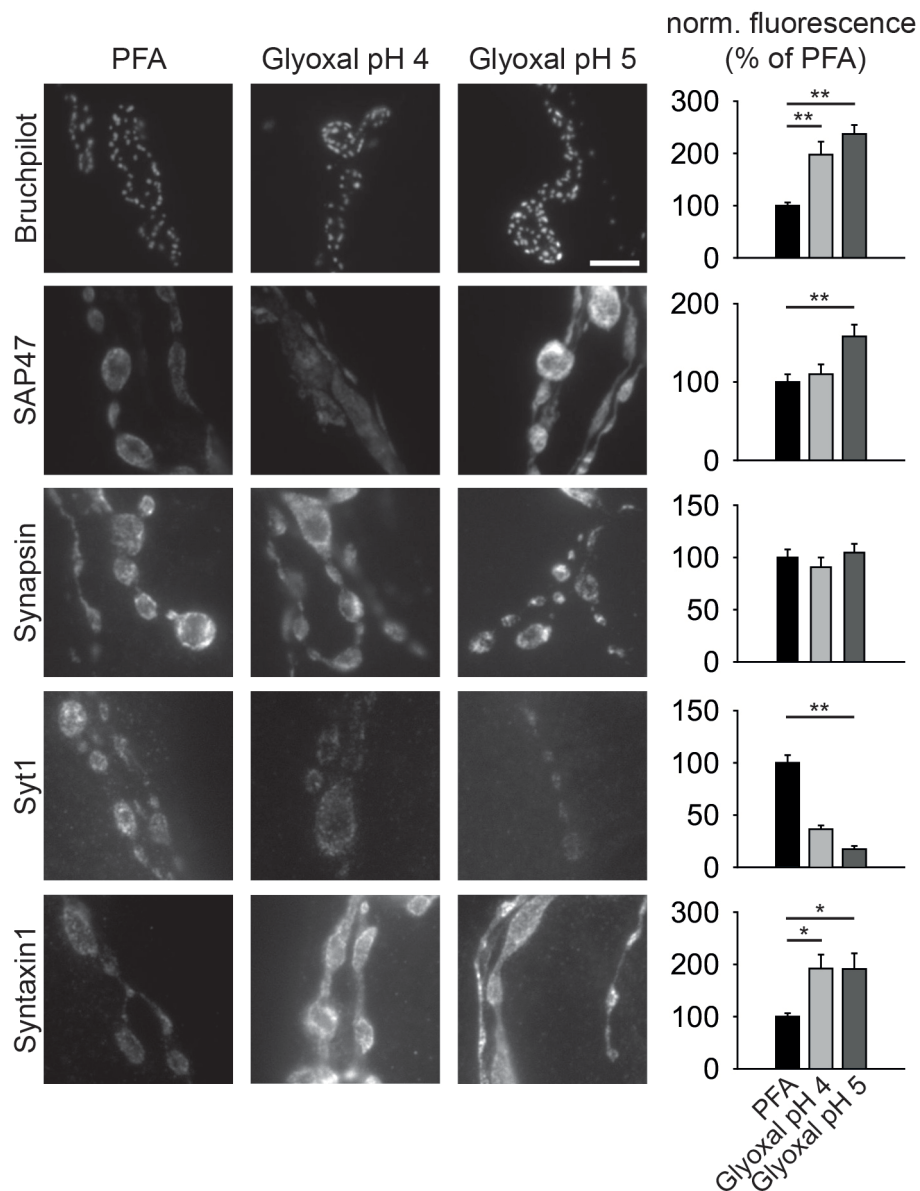 norm. fluorescence
(% of PFA)
PFA
Glyoxal pH 4
Glyoxal pH 5
Bruchpilot
300
200
100
0
**
**
SAP47
200
100
0
**
Synapsin
150
100
50
0
Syt1
150
100
50
0
**
Syntaxin1
300
200
100
0
*
*
PFA
Glyoxal pH 4
Glyoxal pH 5